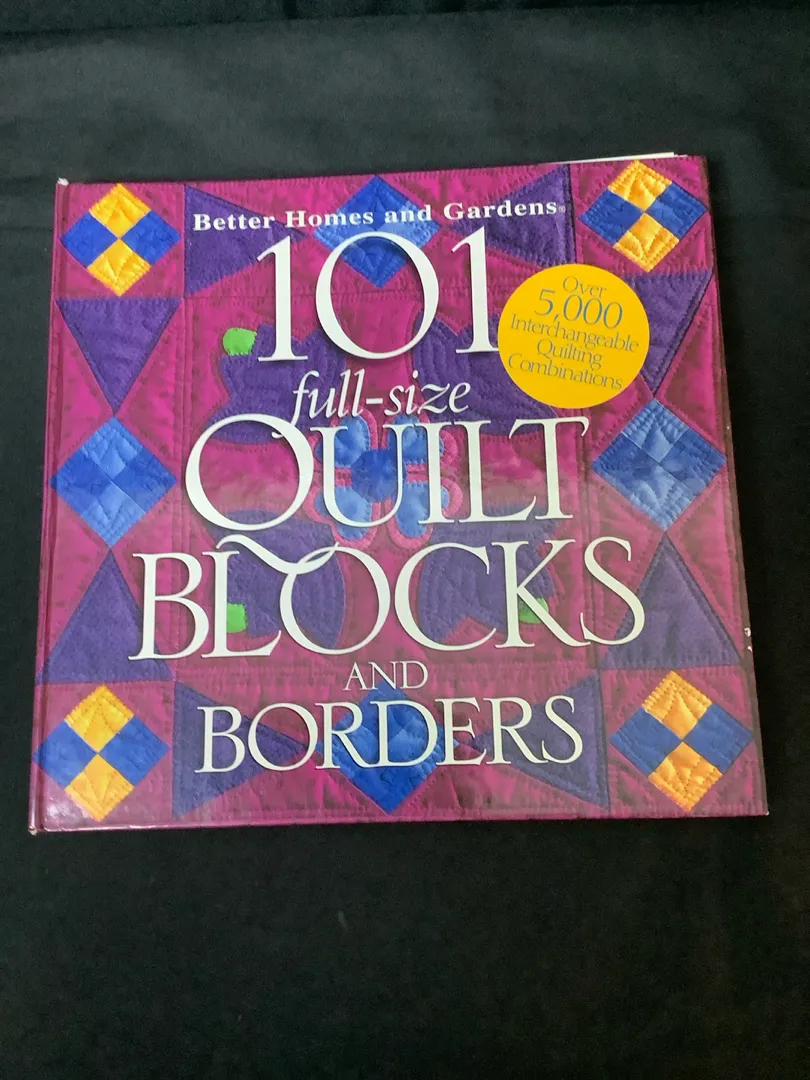 Better Homes and Gardens®
101
full-size
QUILT
BLOCKS
AND
BORDERS
Over
5,000
Interchangeable
Quilting
Combinations